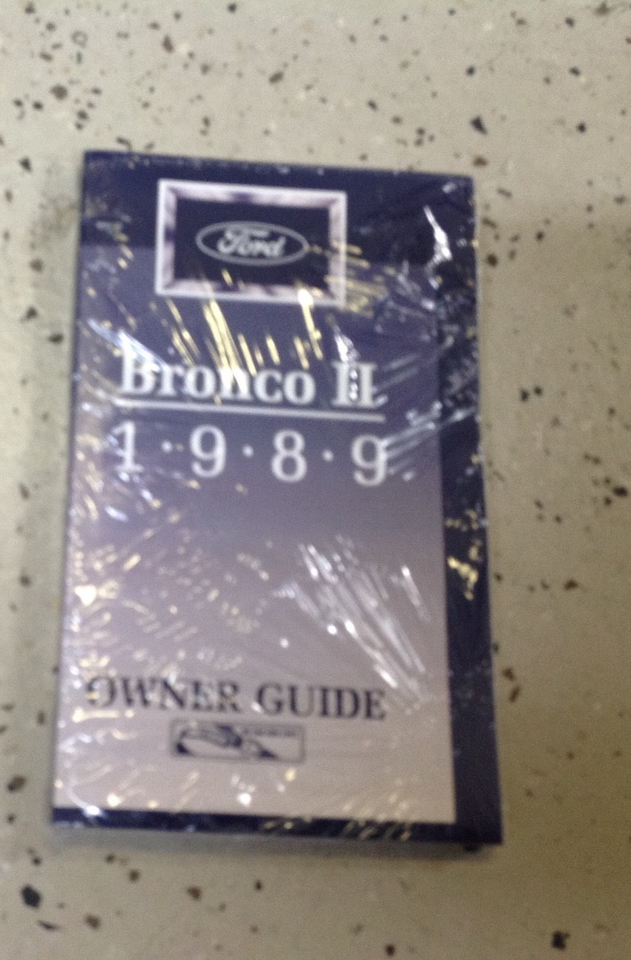 Ford
Bronco II
1·9·8·9
OWNER GUIDE